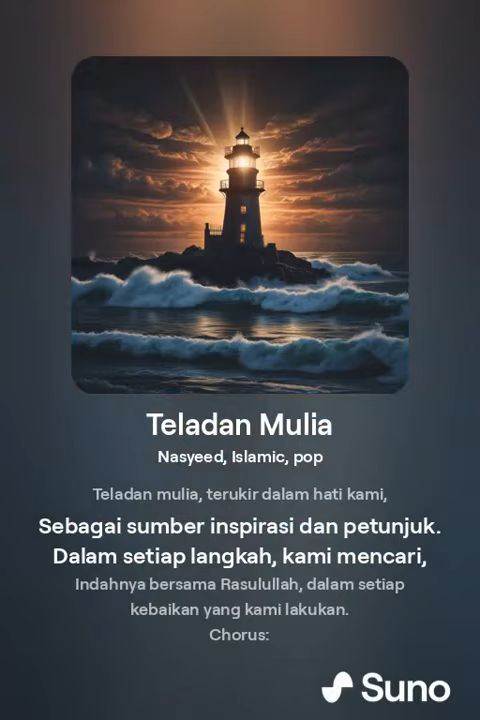 Teladan Mulia
Nasyeed, Islamic, pop
Teladan mulia, terukir dalam hati kami,
Sebagai sumber inspirasi dan petunjuk.
Dalam setiap langkah, kami mencari,
Indahnya bersama Rasulullah, dalam setiap
kebaikan yang kami lakukan.
Chorus:
Suno